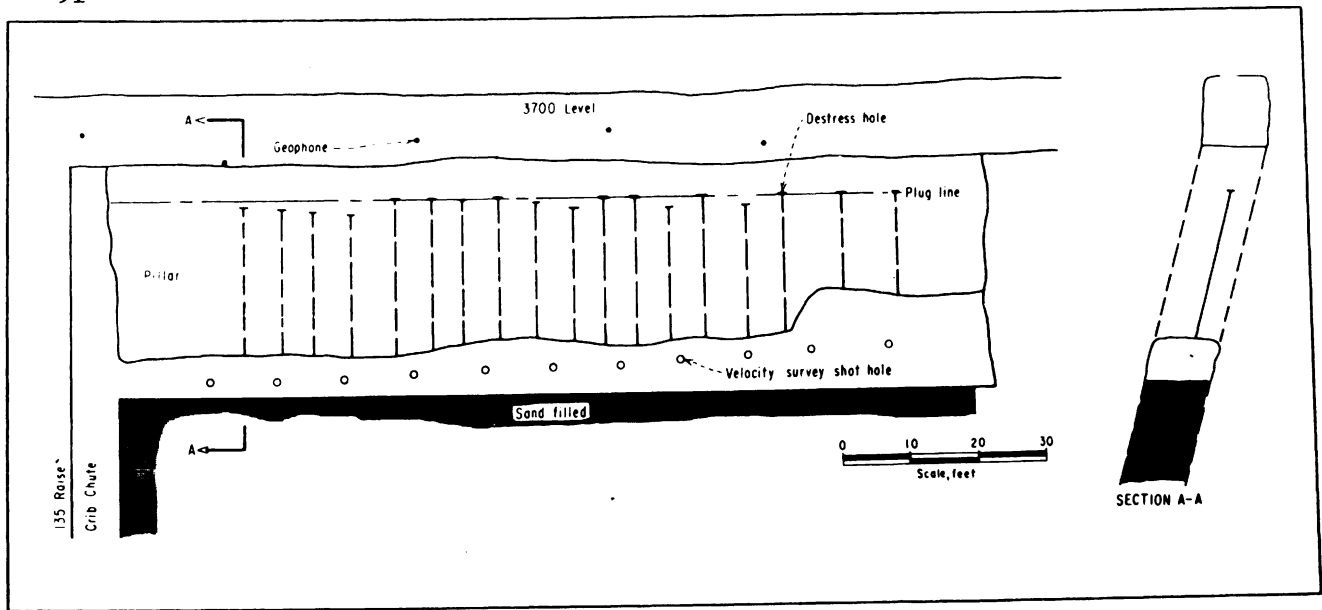 3700 Level
A
Geophone
Destress hole
Plug line
Pillar
Velocity survey shot hole
Sand filled
A
0 10 20 30
Scale, feet
135 Raise
Crib Chute
SECTION A-A